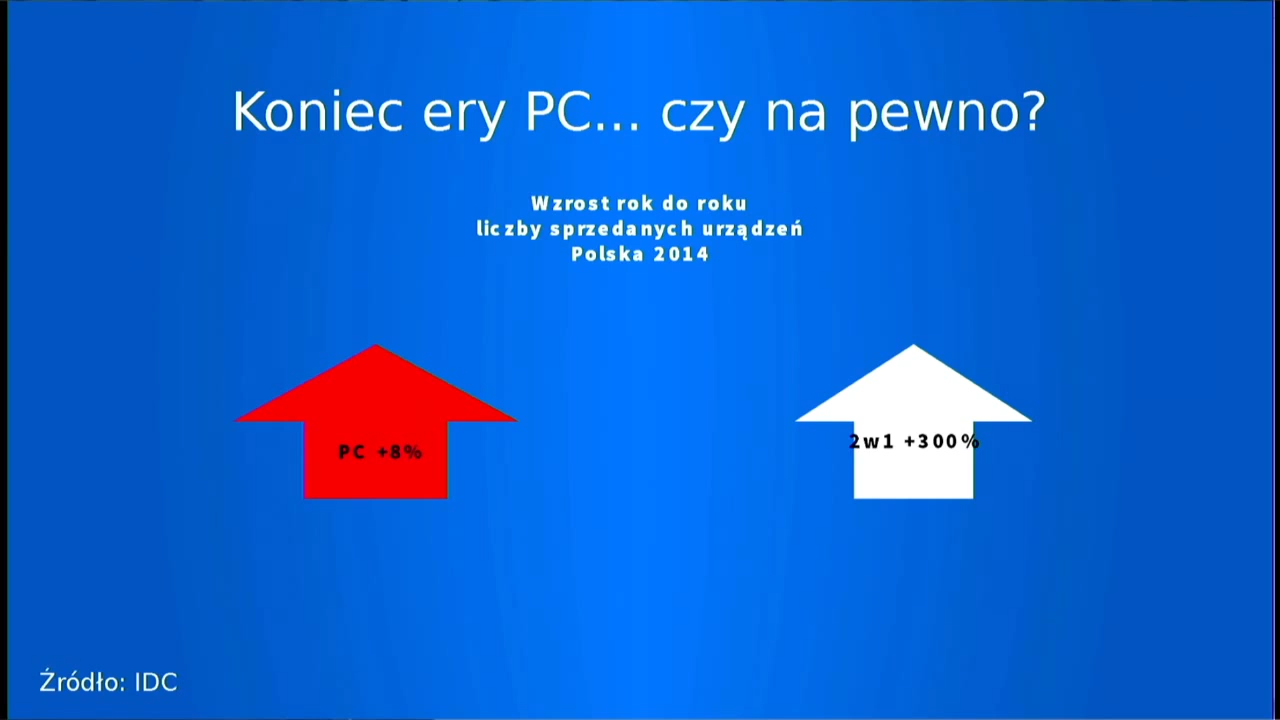 Koniec ery PC... czy na pewno?
Wzrost rok do roku
liczby sprzedanych urządzeń
Polska 2014
PC +8%
2w1 +300%
Źródło: IDC